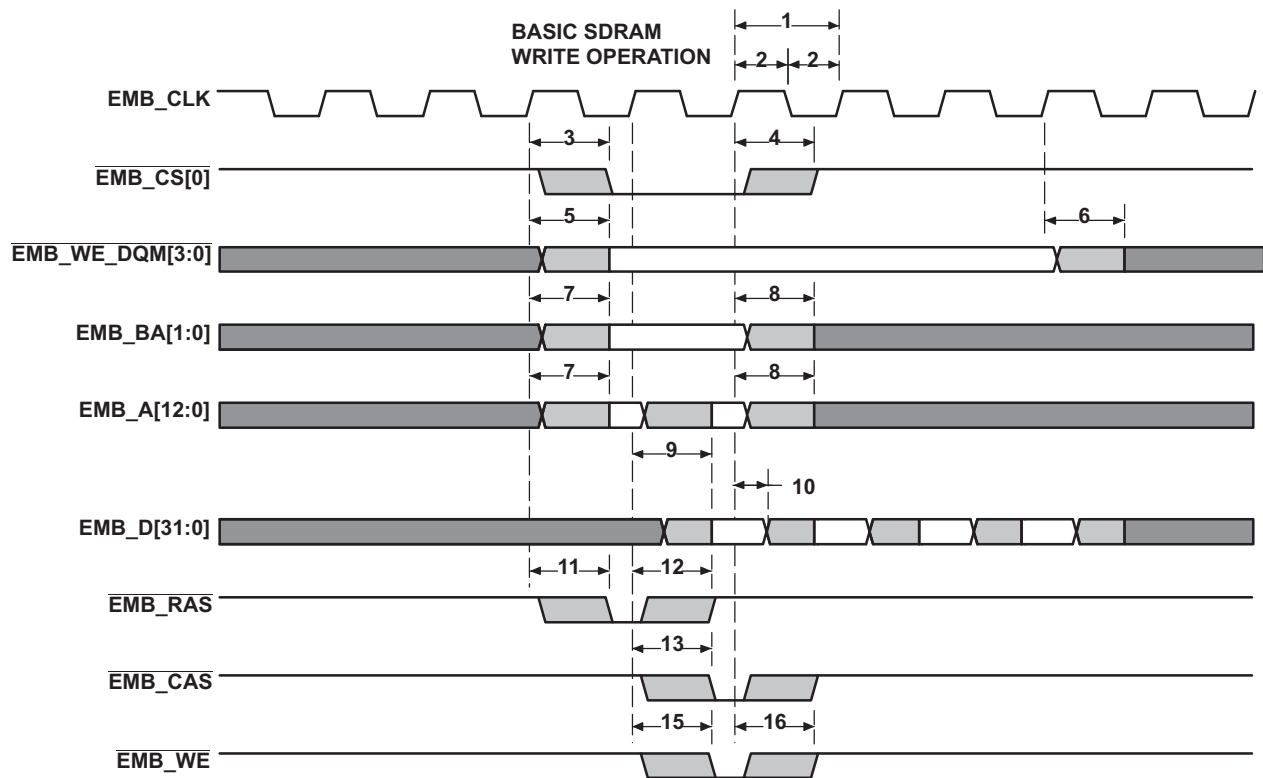 1
BASIC SDRAM
WRITE OPERATION
2 2
EMB_CLK
3 4
EMB_CS[0]
5 6
EMB_WE_DQM[3:0]
7 8
EMB_BA[1:0]
7 8
EMB_A[12:0]
9
10
EMB_D[31:0]
11 12
EMB_RAS
13
EMB_CAS
15 16
EMB_WE